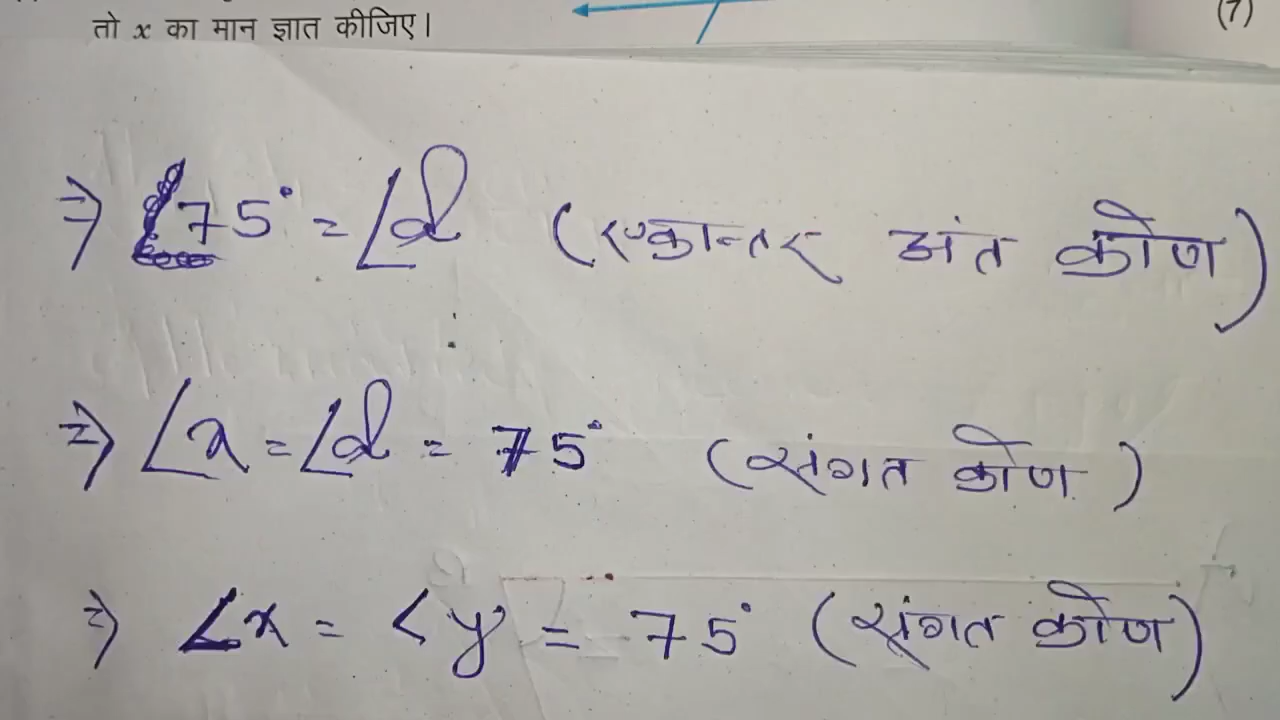 तो x का मान ज्ञात कीजिए।
(7)
⇒ ∠75° = ∠d (एकान्तर अंत कोण)
⇒ ∠x = ∠d = 75° (संगत कोण)
⇒ ∠x = <y = 75° (संगत कोण)